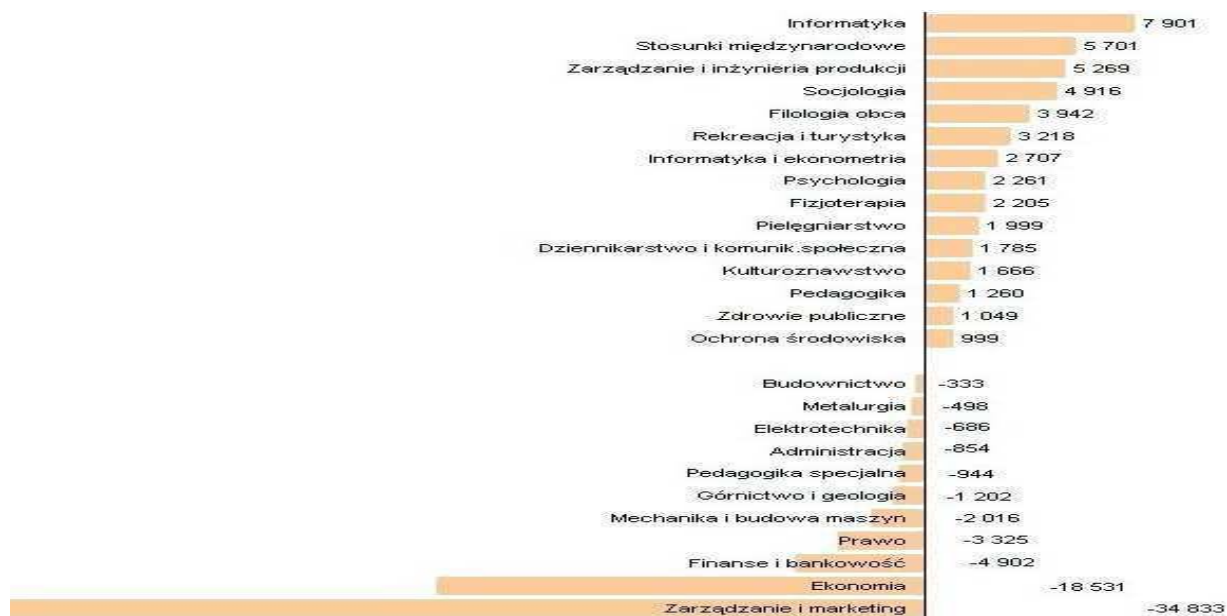 Informatyka 7 901
Stosunki międzynarodowe 5 701
Zarządzanie i inżynieria produkcji 5 269
Socjologia 4 916
Filologia obca 3 942
Rekreacja i turystyka 3 218
Informatyka i ekonometria 2 707
Psychologia 2 261
Fizjoterapia 2 205
Pielęgniarstwo 1 999
Dziennikarstwo i komunik.społeczna 1 785
Kulturoznawstwo 1 666
Pedagogika 1 260
Zdrowie publiczne 1 049
Ochrona środowiska 999
Budownictwo -333
Metalurgia -498
Elektrotechnika -686
Administracja -854
Pedagogika specjalna -944
Górnictwo i geologia -1 202
Mechanika i budowa maszyn -2 016
Prawo -3 325
Finanse i bankowość -4 902
Ekonomia -18 531
Zarządzanie i marketing -34 833